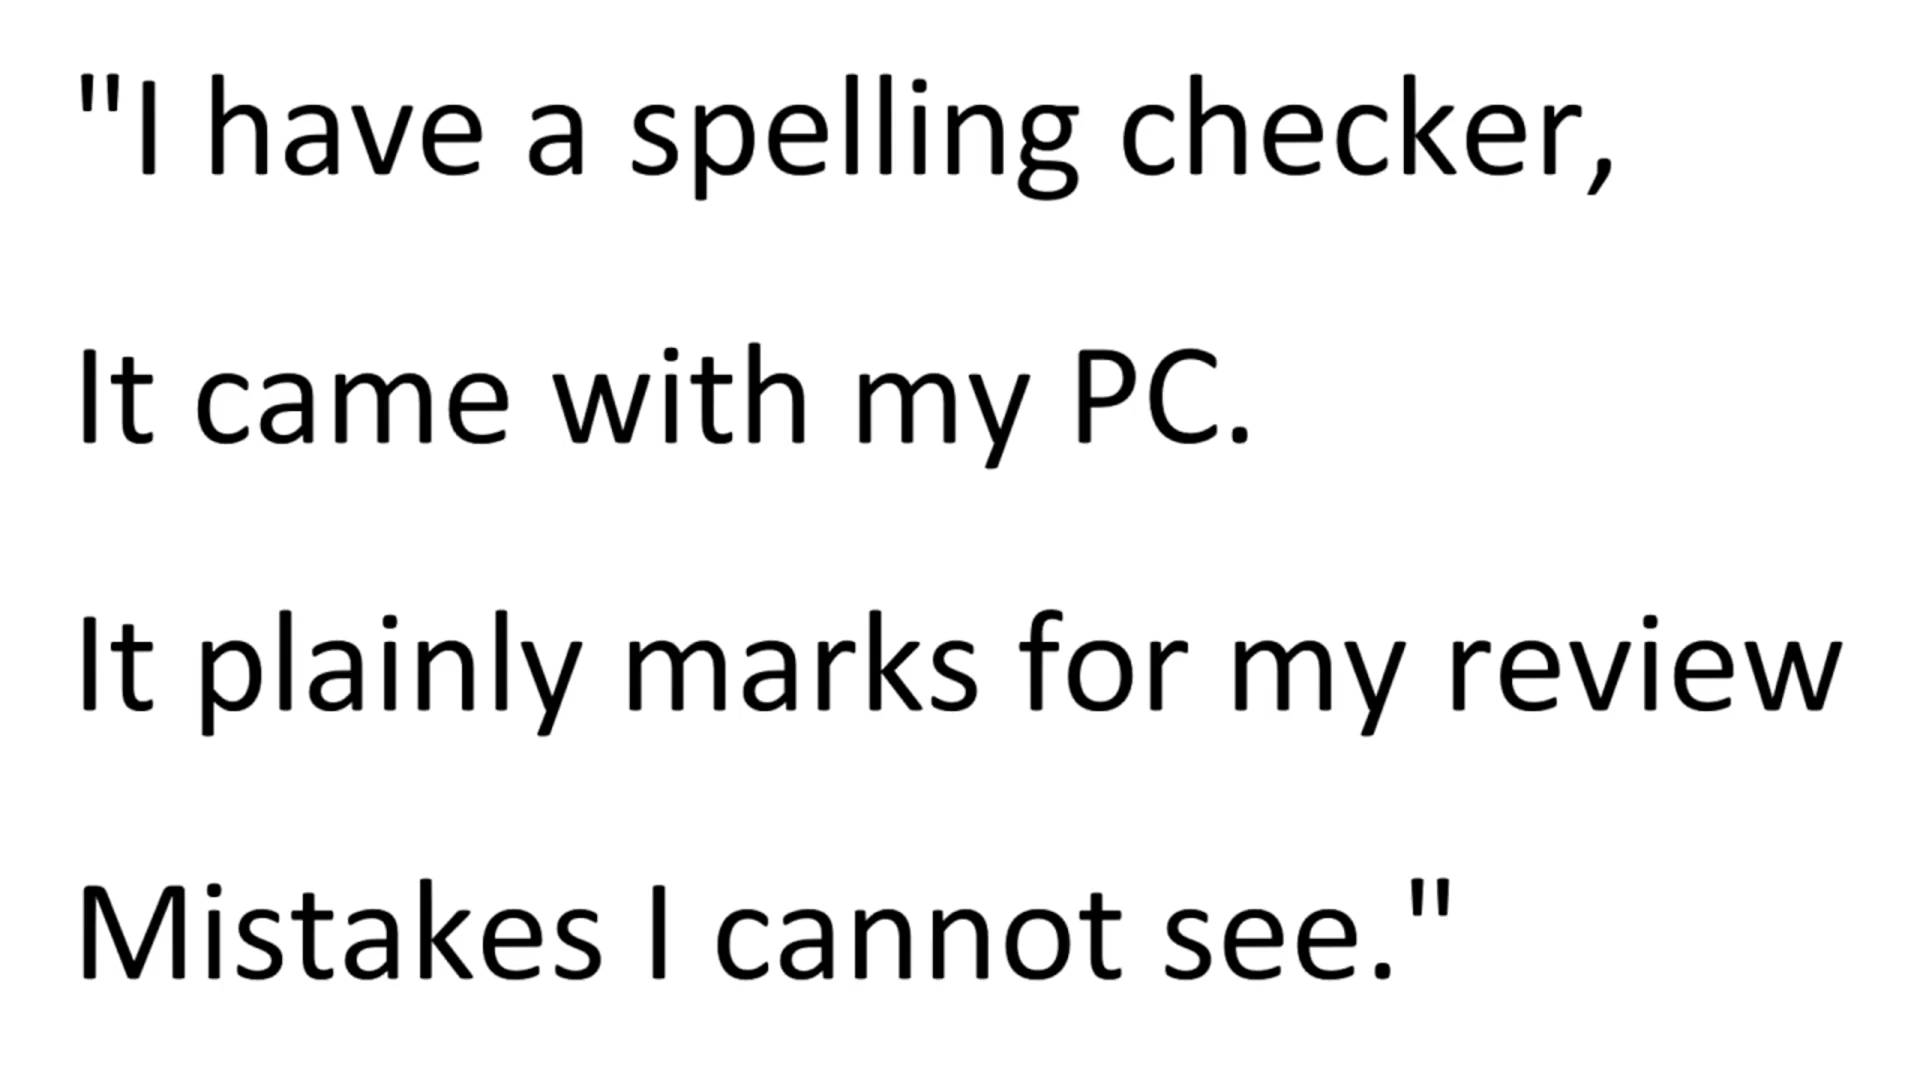 "I have a spelling checker,
It came with my PC.
It plainly marks for my review
Mistakes I cannot see."